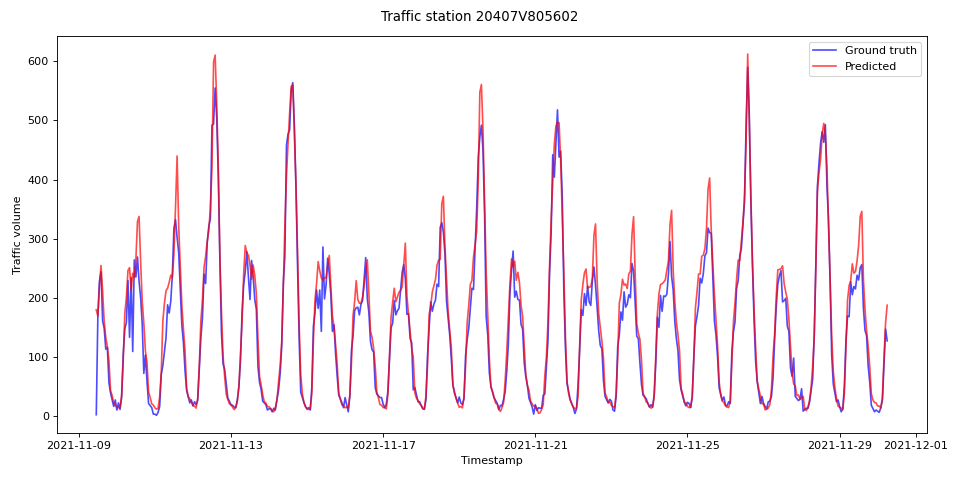 Traffic station 20407V805602
Ground truth
Predicted
600
500
400
300
200
100
0
Traffic volume
2021-11-09
2021-11-13
2021-11-17
2021-11-21
2021-11-25
2021-11-29
2021-12-01
Timestamp